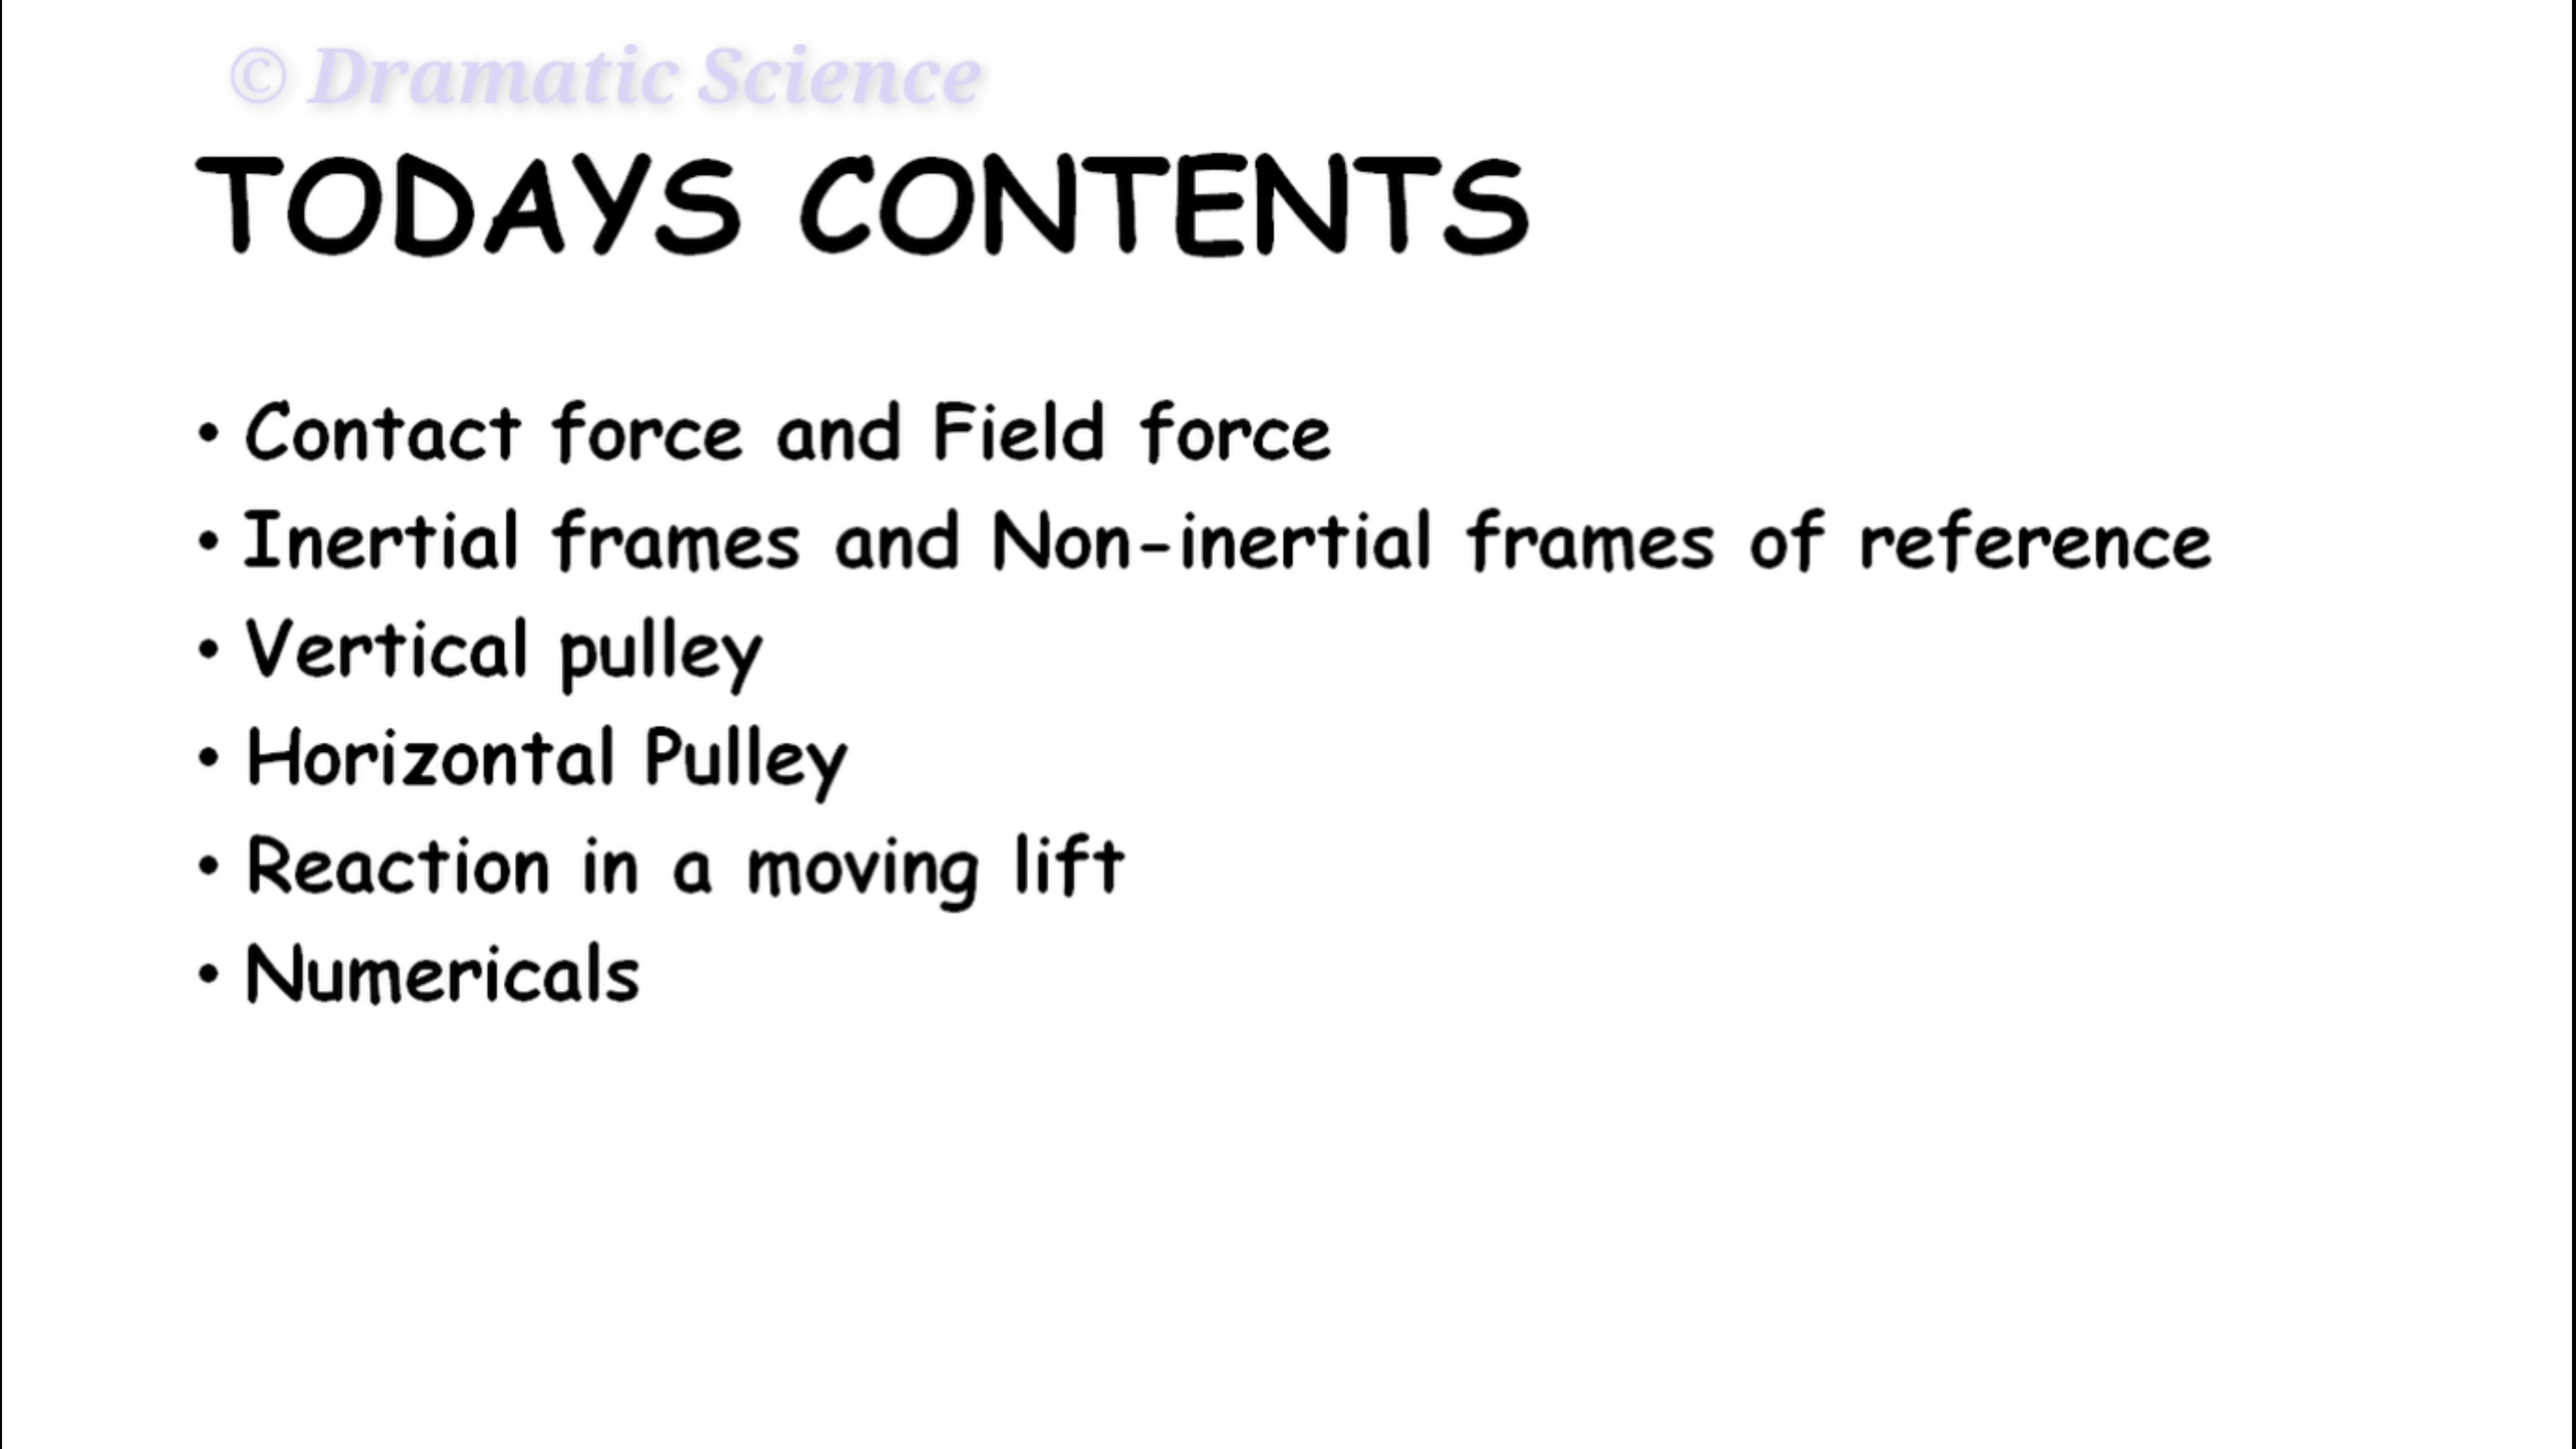 © Dramatic Science
TODAYS CONTENTS
• Contact force and Field force
• Inertial frames and Non-inertial frames of reference
• Vertical pulley
• Horizontal Pulley
• Reaction in a moving lift
• Numericals